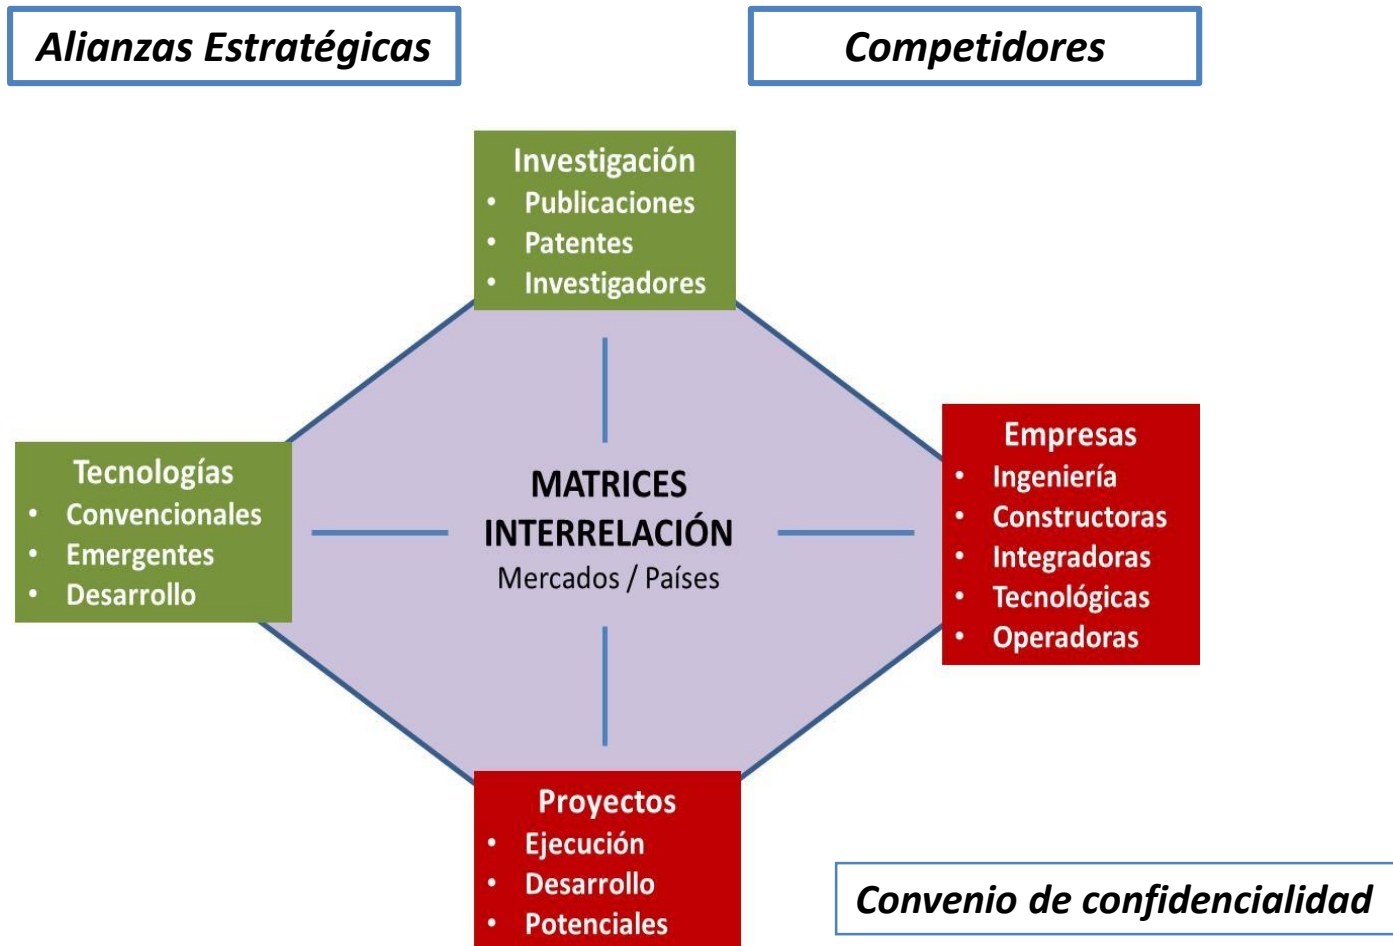 Alianzas Estratégicas
Competidores
Investigación
• Publicaciones
• Patentes
• Investigadores
Tecnologías
• Convencionales
• Emergentes
• Desarrollo
MATRICES
INTERRELACIÓN
Mercados / Países
Empresas
• Ingeniería
• Constructoras
• Integradoras
• Tecnológicas
• Operadoras
Proyectos
• Ejecución
• Desarrollo
• Potenciales
Convenio de confidencialidad